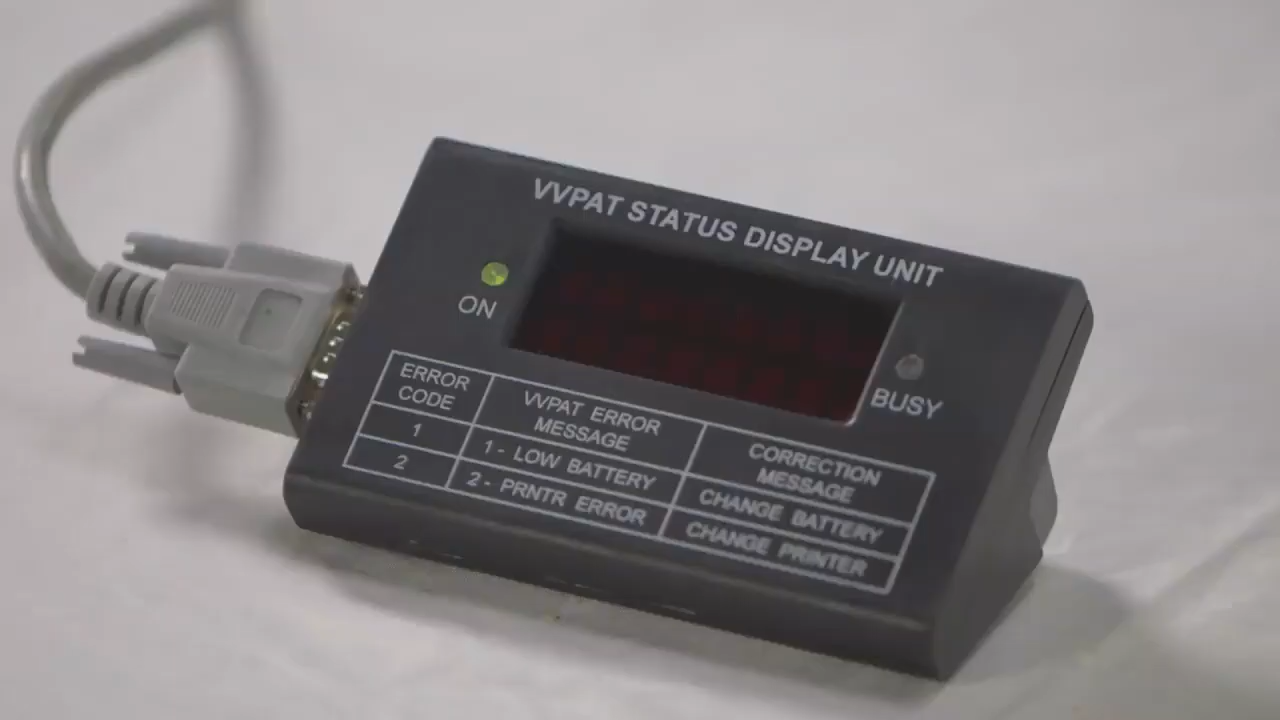 VVPAT STATUS DISPLAY UNIT
ON
BUSY
ERROR CODE | VVPAT ERROR MESSAGE | CORRECTION MESSAGE
1 | 1 - LOW BATTERY | CHANGE BATTERY
2 | 2 - PRNTR ERROR | CHANGE PRINTER